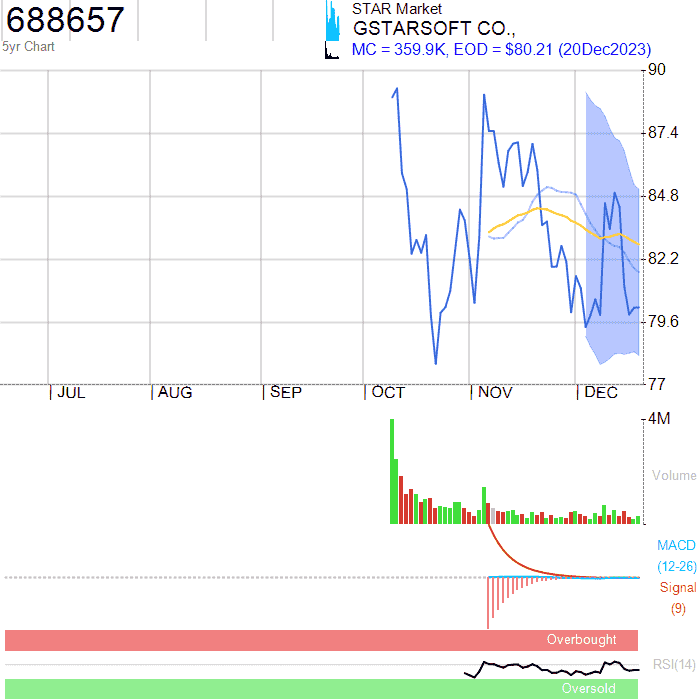 688657
STAR Market
GSTARSOFT CO.,
5yr Chart
MC = 359.9K, EOD = $80.21 (20Dec2023)
90
87.4
84.8
82.2
79.6
77
JUL AUG SEP OCT NOV DEC
4M
Volume
MACD
(12-26)
Signal
(9)
Overbought
RSI(14)
Oversold